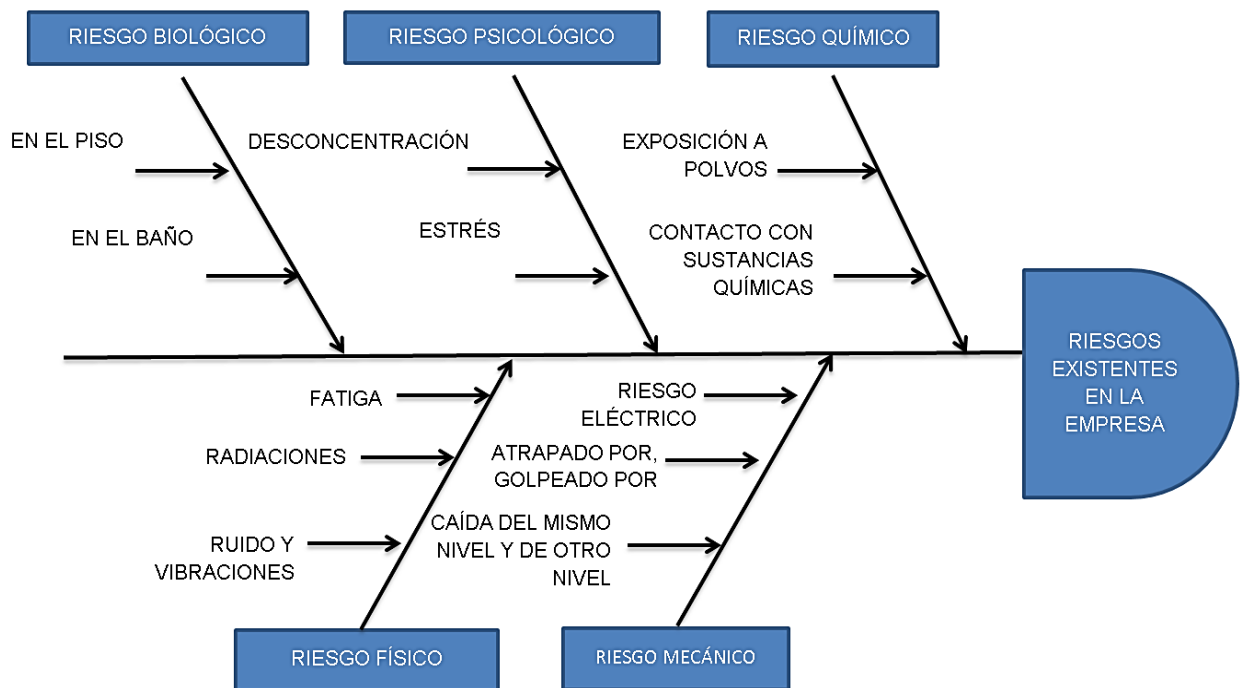 RIESGO BIOLÓGICO
RIESGO PSICOLÓGICO
RIESGO QUÍMICO
EN EL PISO
DESCONCENTRACIÓN
EXPOSICIÓN A
POLVOS
EN EL BAÑO
ESTRÉS
CONTACTO CON
SUSTANCIAS
QUÍMICAS
RIESGOS
EXISTENTES
EN LA
EMPRESA
FATIGA
RIESGO
ELÉCTRICO
RADIACIONES
ATRAPADO POR,
GOLPEADO POR
RUIDO Y
VIBRACIONES
CAÍDA DEL MISMO
NIVEL Y DE OTRO
NIVEL
RIESGO FÍSICO
RIESGO MECÁNICO